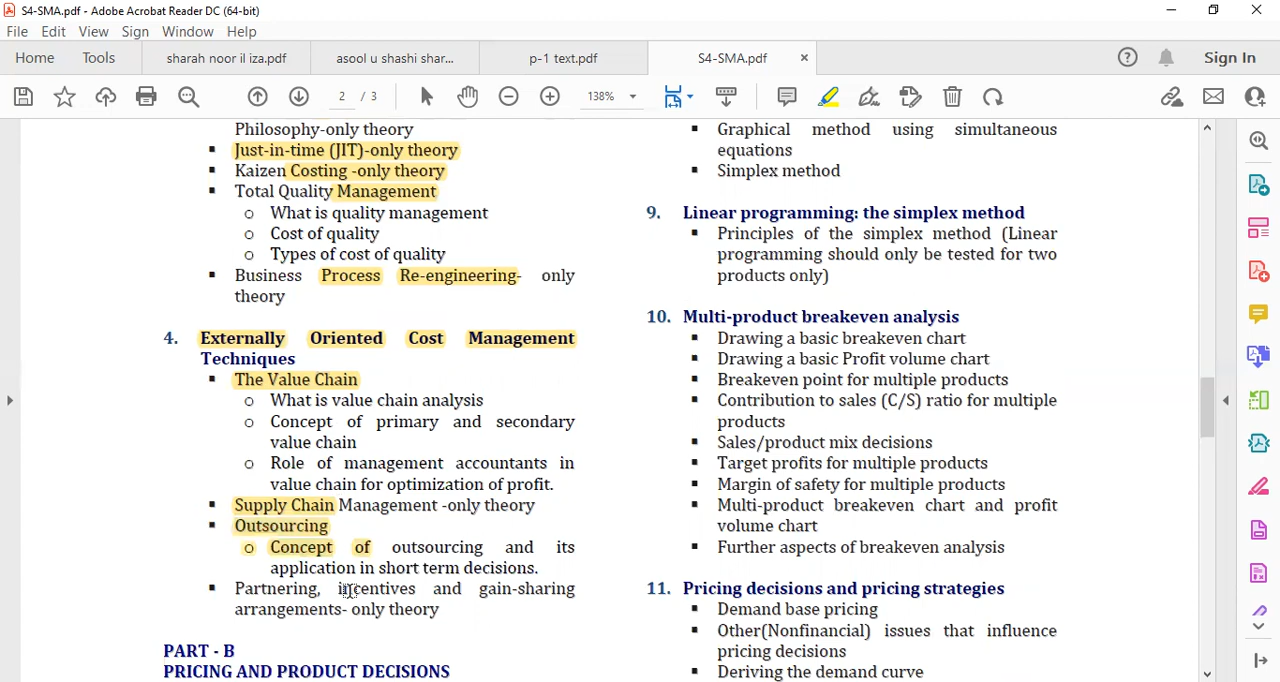 S4-SMA.pdf - Adobe Acrobat Reader DC (64-bit)
File Edit View Sign Window Help
Home Tools sharah noor il iza.pdf asool u shashi shar... p-1 text.pdf S4-SMA.pdf × Sign In
2 / 3 138%
Philosophy-only theory
▪ Just-in-time (JIT)-only theory
▪ Kaizen Costing -only theory
▪ Total Quality Management
o What is quality management
o Cost of quality
o Types of cost of quality
▪ Business Process Re-engineering- only
theory
4. Externally Oriented Cost Management
Techniques
▪ The Value Chain
o What is value chain analysis
o Concept of primary and secondary
value chain
o Role of management accountants in
value chain for optimization of profit.
▪ Supply Chain Management -only theory
▪ Outsourcing
o Concept of outsourcing and its
application in short term decisions.
▪ Partnering, incentives and gain-sharing
arrangements- only theory
PART - B
PRICING AND PRODUCT DECISIONS
▪ Graphical method using simultaneous
equations
▪ Simplex method
9. Linear programming: the simplex method
▪ Principles of the simplex method (Linear
programming should only be tested for two
products only)
10. Multi-product breakeven analysis
▪ Drawing a basic breakeven chart
▪ Drawing a basic Profit volume chart
▪ Breakeven point for multiple products
▪ Contribution to sales (C/S) ratio for multiple
products
▪ Sales/product mix decisions
▪ Target profits for multiple products
▪ Margin of safety for multiple products
▪ Multi-product breakeven chart and profit
volume chart
▪ Further aspects of breakeven analysis
11. Pricing decisions and pricing strategies
▪ Demand base pricing
▪ Other(Nonfinancial) issues that influence
pricing decisions
▪ Deriving the demand curve